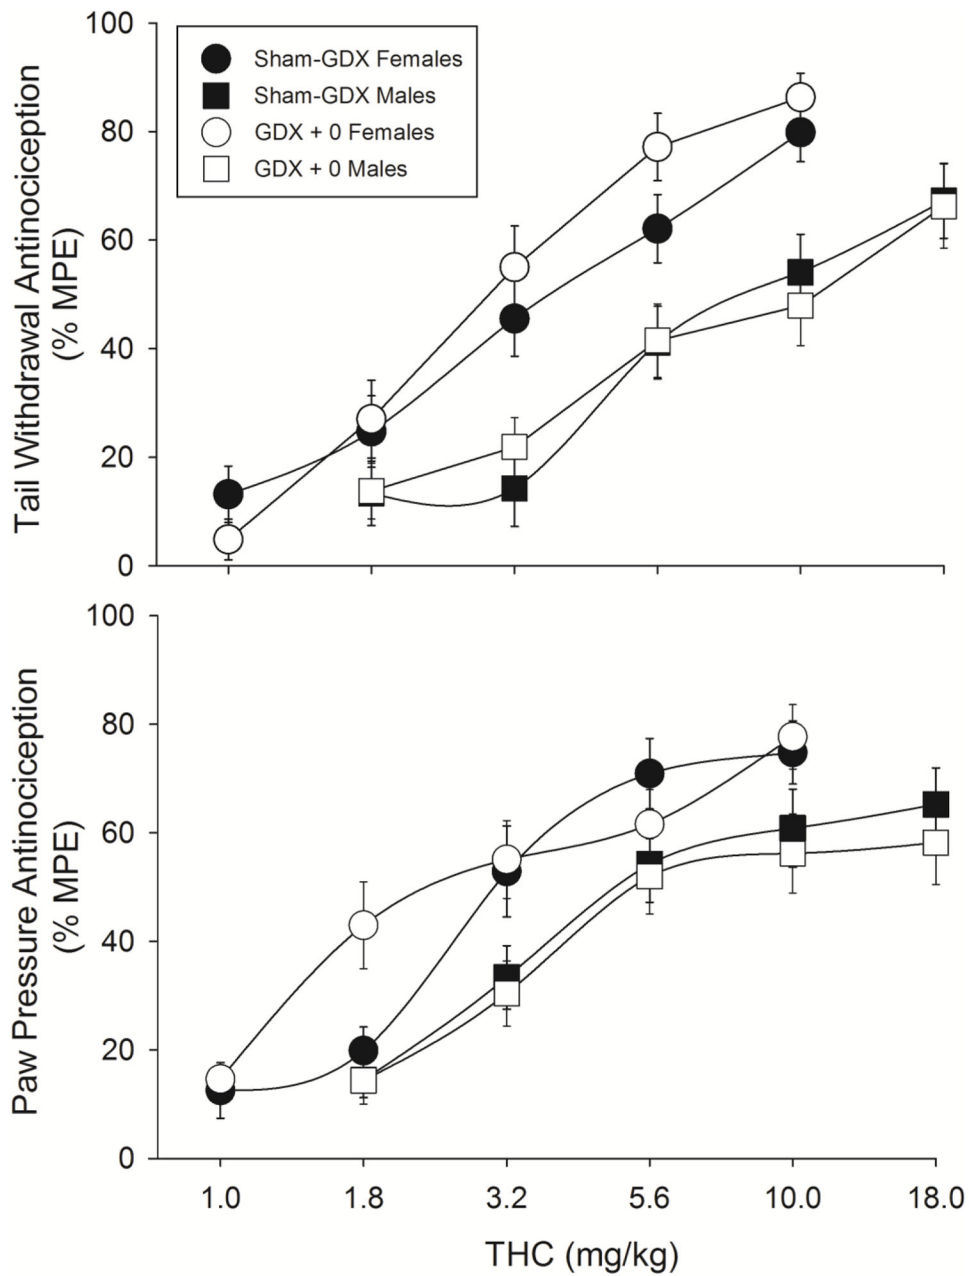 100
80
60
40
20
0
Tail Withdrawal Antinociception
(% MPE)
Sham-GDX Females
Sham-GDX Males
GDX + 0 Females
GDX + 0 Males
100
80
60
40
20
0
Paw Pressure Antinociception
(% MPE)
1.0 1.8 3.2 5.6 10.0 18.0
THC (mg/kg)